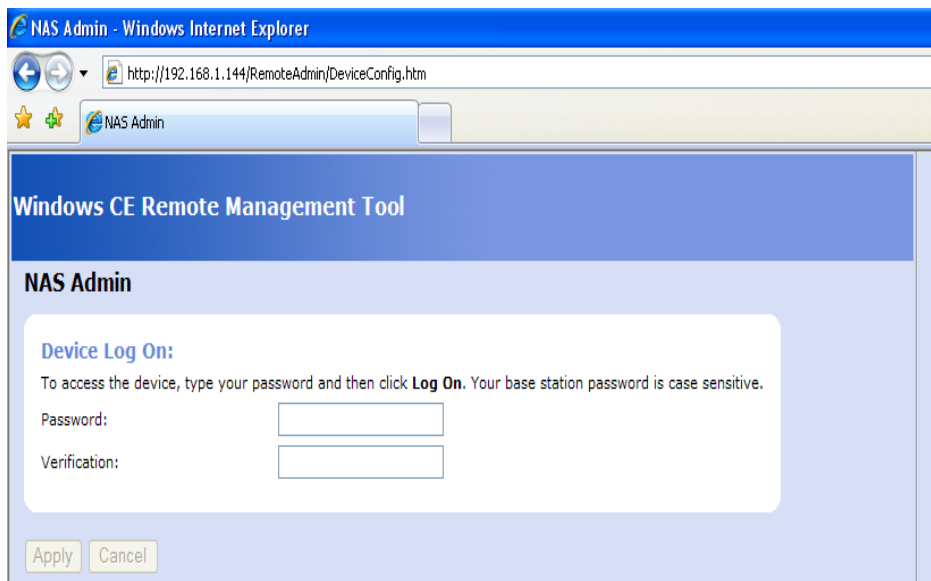 NAS Admin - Windows Internet Explorer
http://192.168.1.144/RemoteAdmin/DeviceConfig.htm
NAS Admin
Windows CE Remote Management Tool
NAS Admin
Device Log On:
To access the device, type your password and then click Log On. Your base station password is case sensitive.
Password:
Verification:
Apply Cancel